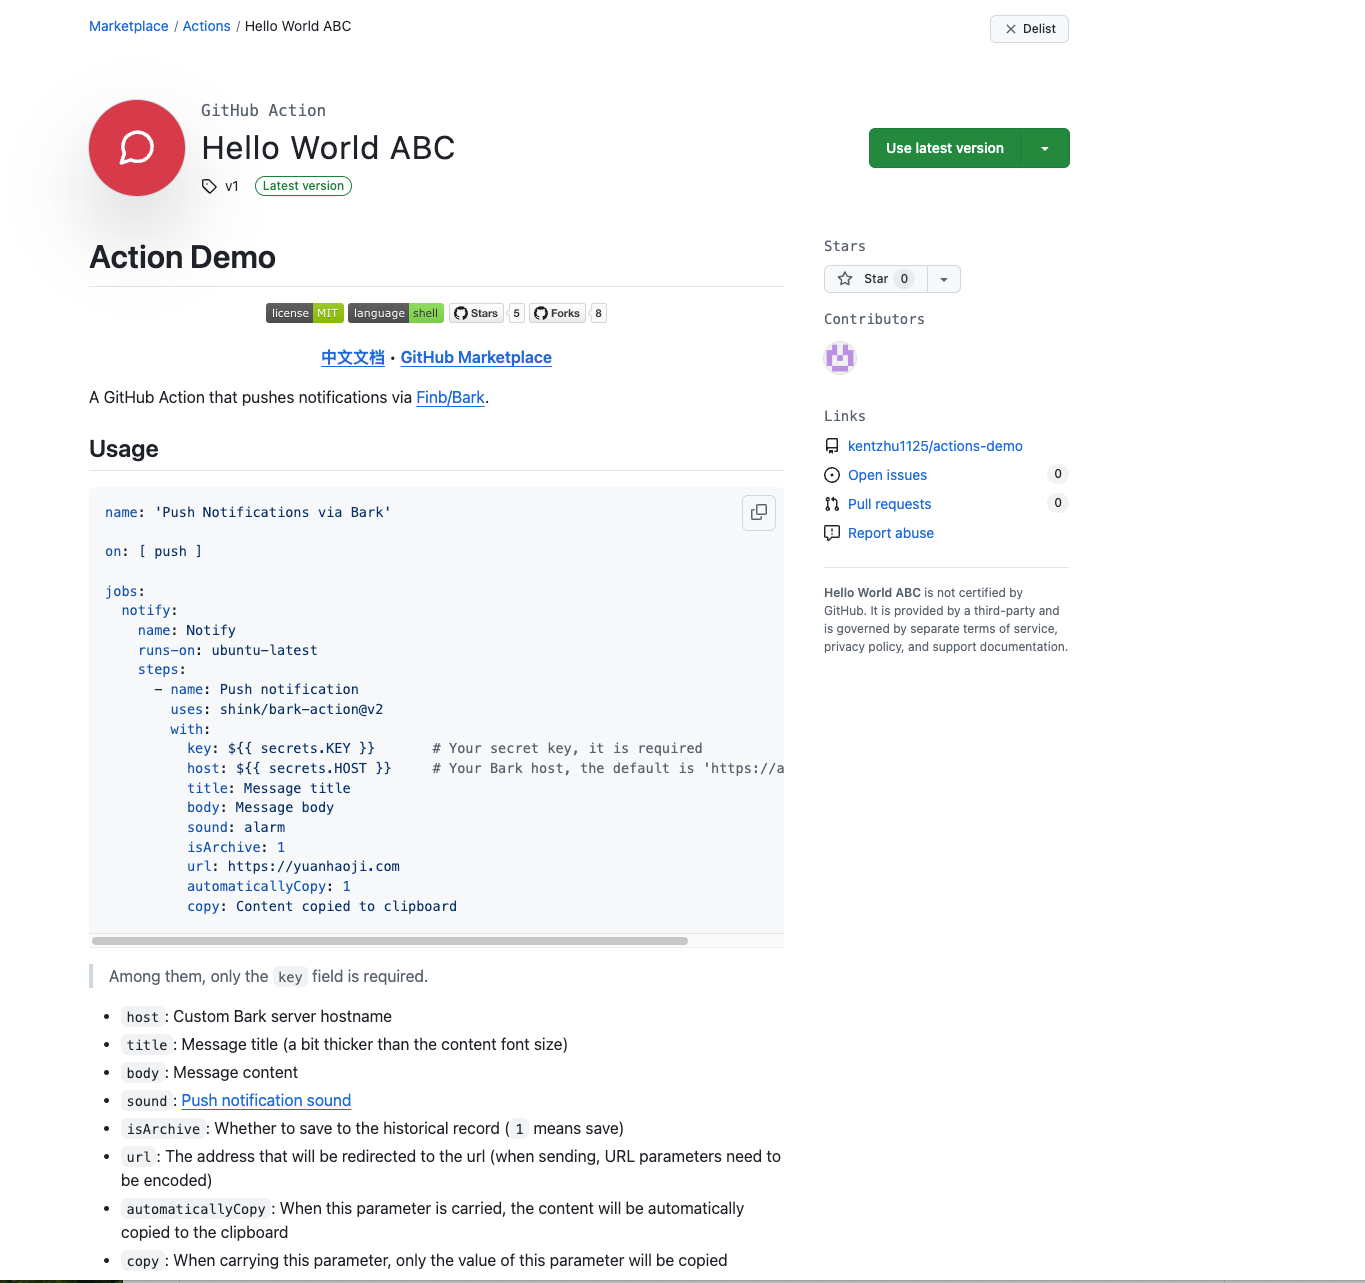 Marketplace / Actions / Hello World ABC
Delist
GitHub Action
Hello World ABC
v1 Latest version
Use latest version
Action Demo
license MIT language shell Stars 5 Forks 8
中文文档 • GitHub Marketplace
A GitHub Action that pushes notifications via Finb/Bark.
Usage
name: 'Push Notifications via Bark'
on: [ push ]
jobs:
notify:
name: Notify
runs-on: ubuntu-latest
steps:
- name: Push notification
uses: shink/bark-action@v2
with:
key: ${{ secrets.KEY }} # Your secret key, it is required
host: ${{ secrets.HOST }} # Your Bark host, the default is 'https://a
title: Message title
body: Message body
sound: alarm
isArchive: 1
url: https://yuanhaoji.com
automaticallyCopy: 1
copy: Content copied to clipboard
Among them, only the key field is required.
• host : Custom Bark server hostname
• title : Message title (a bit thicker than the content font size)
• body : Message content
• sound : Push notification sound
• isArchive : Whether to save to the historical record ( 1 means save)
• url : The address that will be redirected to the url (when sending, URL parameters need to
be encoded)
• automaticallyCopy : When this parameter is carried, the content will be automatically
copied to the clipboard
• copy : When carrying this parameter, only the value of this parameter will be copied
Stars
Star 0
Contributors
Links
kentzhu1125/actions-demo
Open issues 0
Pull requests 0
Report abuse
Hello World ABC is not certified by
GitHub. It is provided by a third-party and
is governed by separate terms of service,
privacy policy, and support documentation.